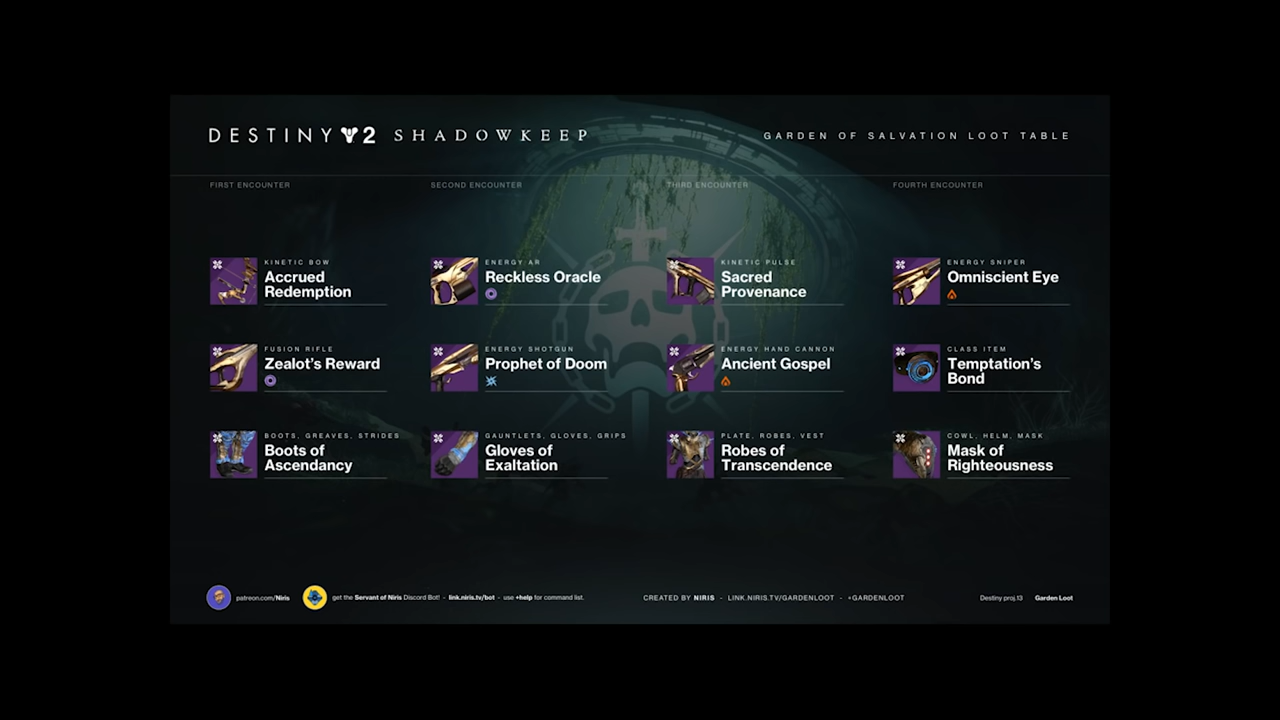 DESTINY 2 SHADOWKEEP
GARDEN OF SALVATION LOOT TABLE
FIRST ENCOUNTER
SECOND ENCOUNTER
THIRD ENCOUNTER
FOURTH ENCOUNTER
KINETIC BOW
Accrued
Redemption
ENERGY AR
Reckless Oracle
KINETIC PULSE
Sacred
Provenance
ENERGY SNIPER
Omniscient Eye
FUSION RIFLE
Zealot's Reward
ENERGY SHOTGUN
Prophet of Doom
ENERGY HAND CANNON
Ancient Gospel
CLASS ITEM
Temptation's
Bond
BOOTS, GREAVES, STRIDES
Boots of
Ascendancy
GAUNTLETS, GLOVES, GRIPS
Gloves of
Exaltation
PLATE, ROBES, VEST
Robes of
Transcendence
COWL, HELM, MASK
Mask of
Righteousness
patreon.com/Niris
get the Servant of Niris Discord Bot! - link.niris.tv/bot - use +help for command list.
CREATED BY NIRIS - LINK.NIRIS.TV/GARDENLOOT - +GARDENLOOT
Destiny proj.13 Garden Loot